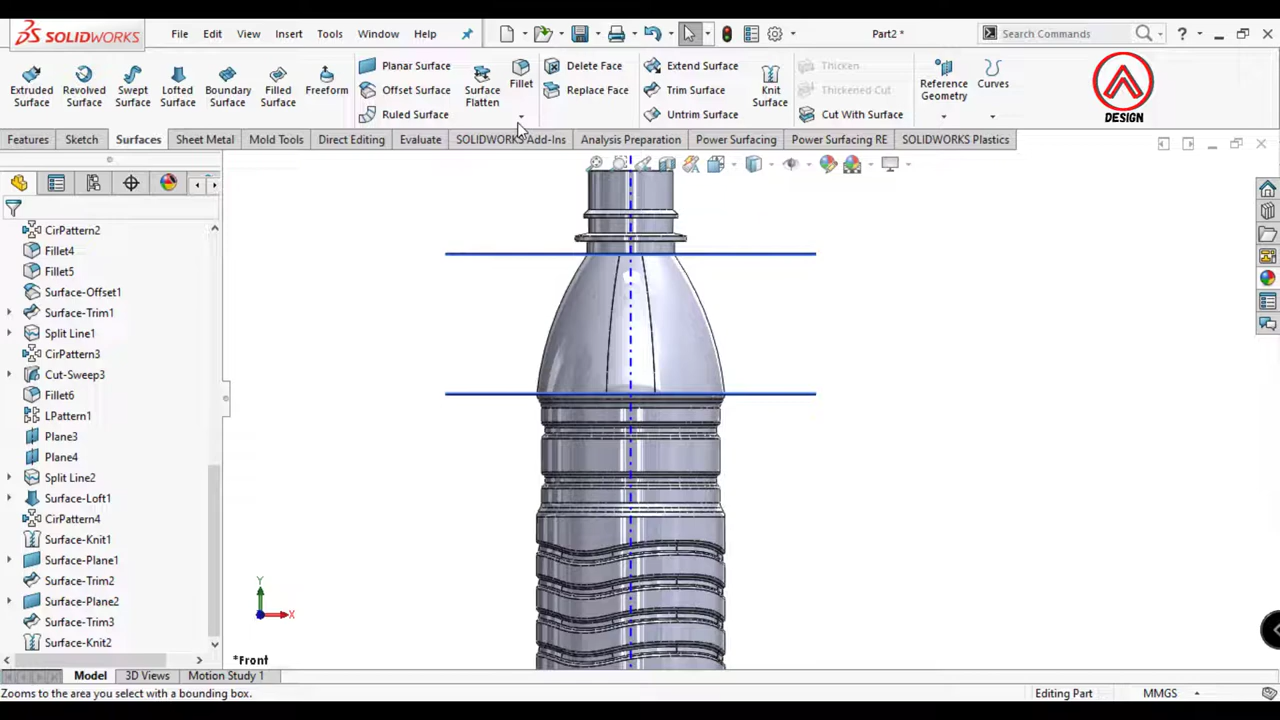 SOLIDWORKS File Edit View Insert Tools Window Help Part2 * Search Commands ?
Extruded Surface Revolved Surface Swept Surface Lofted Surface Boundary Surface Filled Surface Freeform
Planar Surface
Offset Surface
Ruled Surface
Surface Flatten
Fillet
Delete Face
Replace Face
Extend Surface
Trim Surface
Untrim Surface
Knit Surface
Thicken
Thickened Cut
Cut With Surface
Reference Geometry
Curves
DESIGN
Features Sketch Surfaces Sheet Metal Mold Tools Direct Editing Evaluate SOLIDWORKS Add-Ins Analysis Preparation Power Surfacing Power Surfacing RE SOLIDWORKS Plastics
CirPattern2
Fillet4
Fillet5
Surface-Offset1
Surface-Trim1
Split Line1
CirPattern3
Cut-Sweep3
Fillet6
LPattern1
Plane3
Plane4
Split Line2
Surface-Loft1
CirPattern4
Surface-Knit1
Surface-Plane1
Surface-Trim2
Surface-Plane2
Surface-Trim3
Surface-Knit2
Y
X
*Front
Model 3D Views Motion Study 1
Zooms to the area you select with a bounding box. Editing Part MMGS